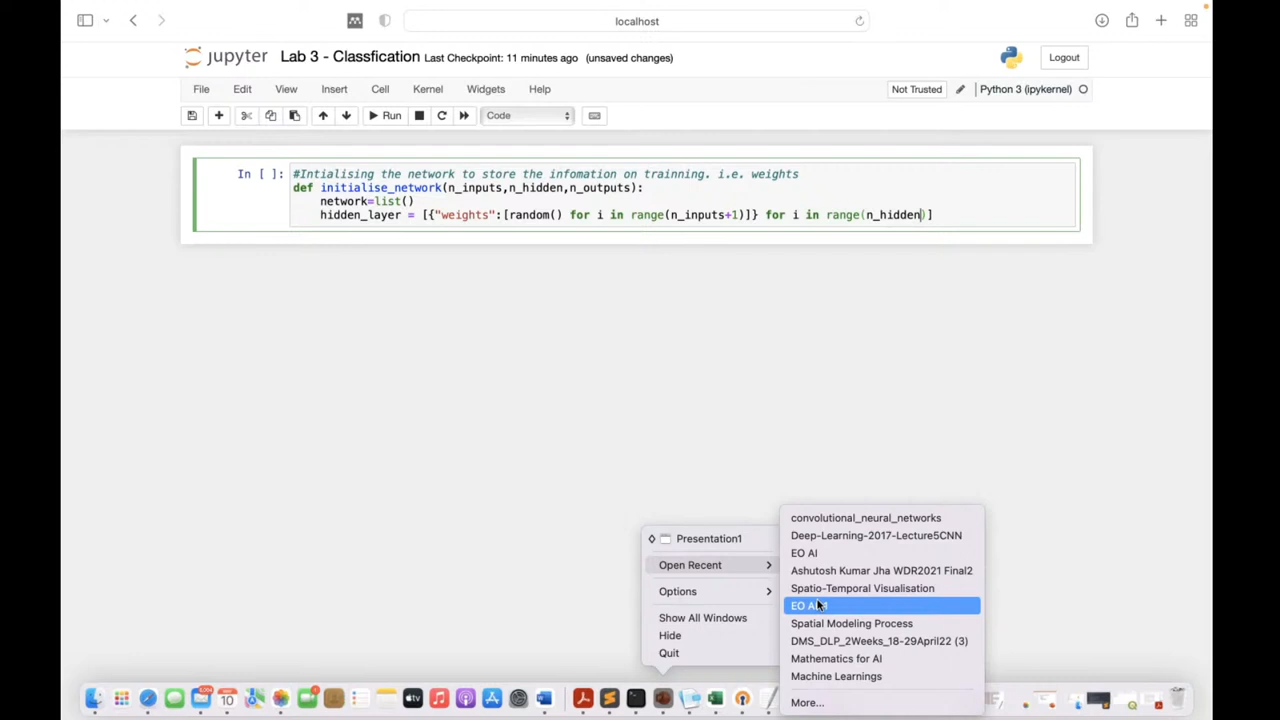 localhost
jupyter Lab 3 - Classfication Last Checkpoint: 11 minutes ago (unsaved changes)
Logout
File Edit View Insert Cell Kernel Widgets Help
Not Trusted Python 3 (ipykernel)
Run Code
In [ ]: #Intialising the network to store the infomation on trainning. i.e. weights
def initialise_network(n_inputs,n_hidden,n_outputs):
network=list()
hidden_layer = [{"weights":[random() for i in range(n_inputs+1)]} for i in range(n_hidden)]
convolutional_neural_networks
Presentation1
Deep-Learning-2017-Lecture5CNN
EO AI
Open Recent
Ashutosh Kumar Jha WDR2021 Final2
Options
Spatio-Temporal Visualisation
EO
Show All Windows
Spatial Modeling Process
Hide
DMS_DLP_2Weeks_18-29April22 (3)
Quit
Mathematics for AI
Machine Learnings
More...